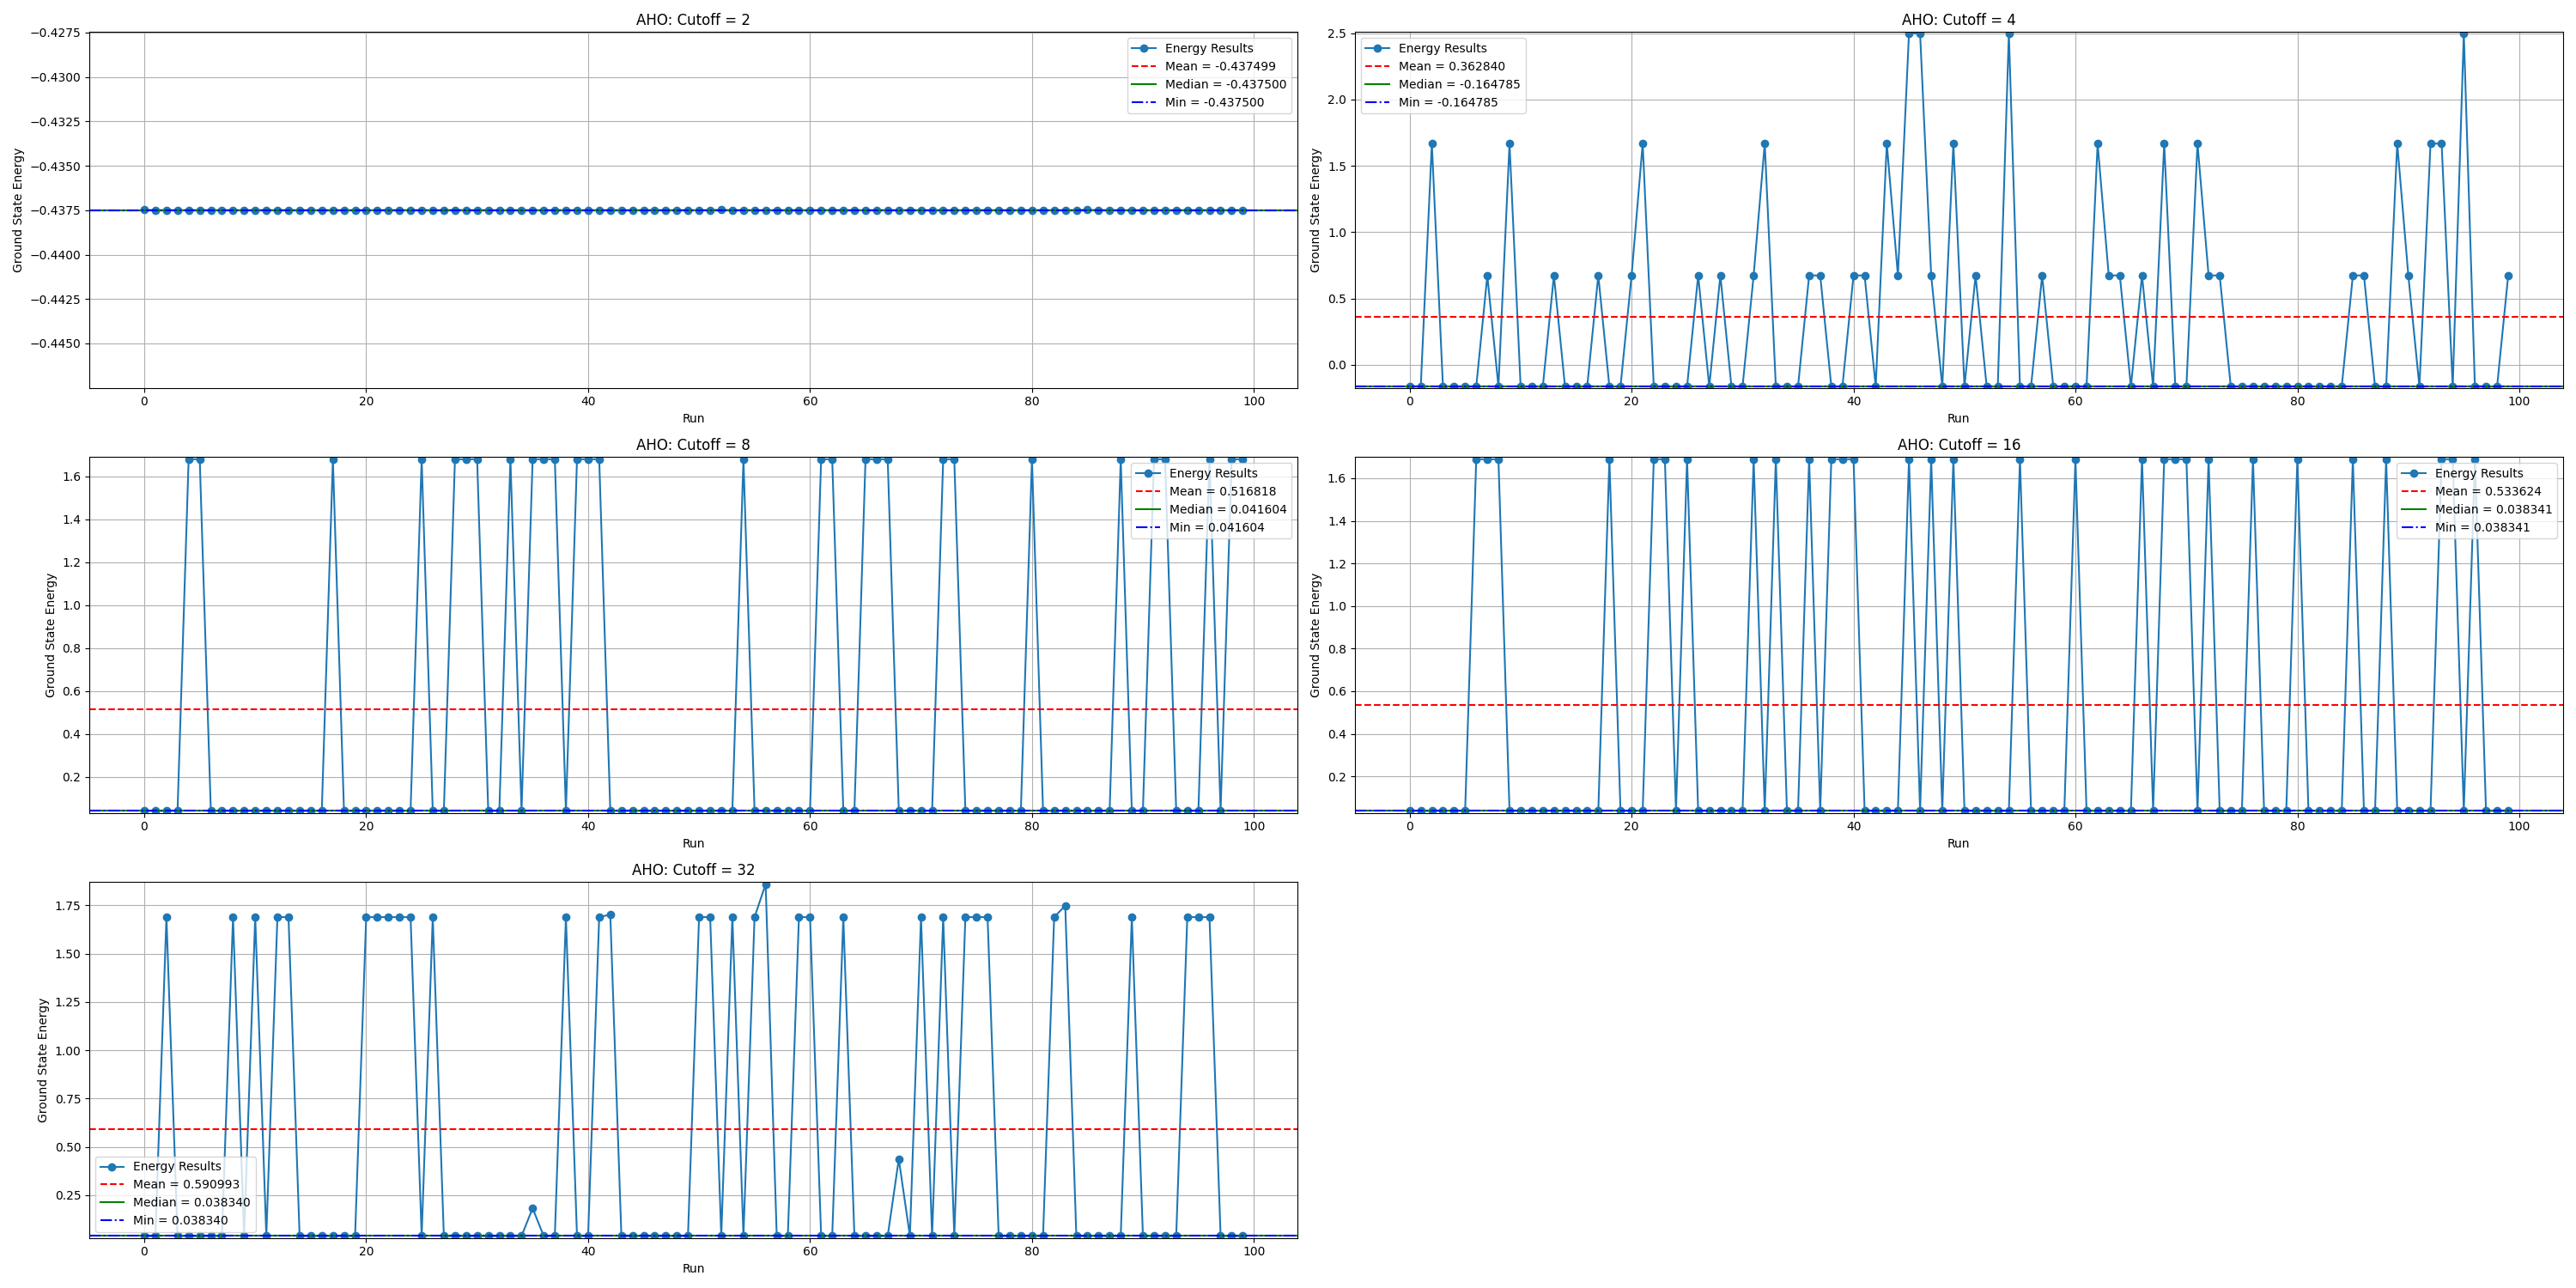 AHO: Cutoff = 2
−0.4275
−0.4300
−0.4325
−0.4350
−0.4375
−0.4400
−0.4425
−0.4450
Ground State Energy
Energy Results
Mean = -0.437499
Median = -0.437500
Min = -0.437500
0 20 40 60 80 100
Run
AHO: Cutoff = 4
2.5
2.0
1.5
1.0
0.5
0.0
Ground State Energy
Energy Results
Mean = 0.362840
Median = -0.164785
Min = -0.164785
0 20 40 60 80 100
Run
AHO: Cutoff = 8
1.6
1.4
1.2
1.0
0.8
0.6
0.4
0.2
Ground State Energy
Energy Results
Mean = 0.516818
Median = 0.041604
Min = 0.041604
0 20 40 60 80 100
Run
AHO: Cutoff = 16
1.6
1.4
1.2
1.0
0.8
0.6
0.4
0.2
Ground State Energy
Energy Results
Mean = 0.533624
Median = 0.038341
Min = 0.038341
0 20 40 60 80 100
Run
AHO: Cutoff = 32
1.75
1.50
1.25
1.00
0.75
0.50
0.25
Ground State Energy
Energy Results
Mean = 0.590993
Median = 0.038340
Min = 0.038340
0 20 40 60 80 100
Run